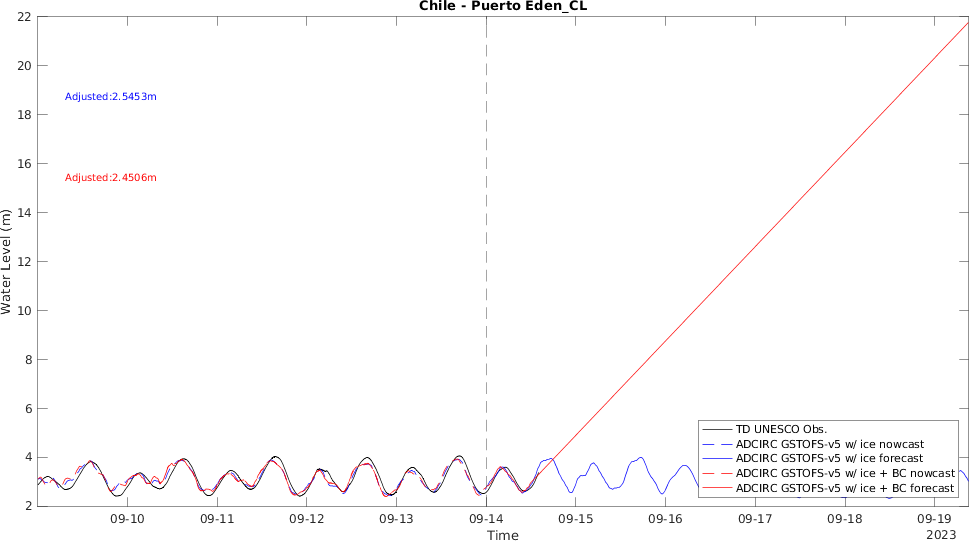 Chile - Puerto Eden_CL
22
20
18
16
14
12
10
8
6
4
2
Water Level (m)
Adjusted:2.5453m
Adjusted:2.4506m
TD UNESCO Obs.
ADCIRC GSTOFS-v5 w/ ice nowcast
ADCIRC GSTOFS-v5 w/ ice forecast
ADCIRC GSTOFS-v5 w/ ice + BC nowcast
ADCIRC GSTOFS-v5 w/ ice + BC forecast
09-10 09-11 09-12 09-13 09-14 09-15 09-16 09-17 09-18 09-19
Time
2023